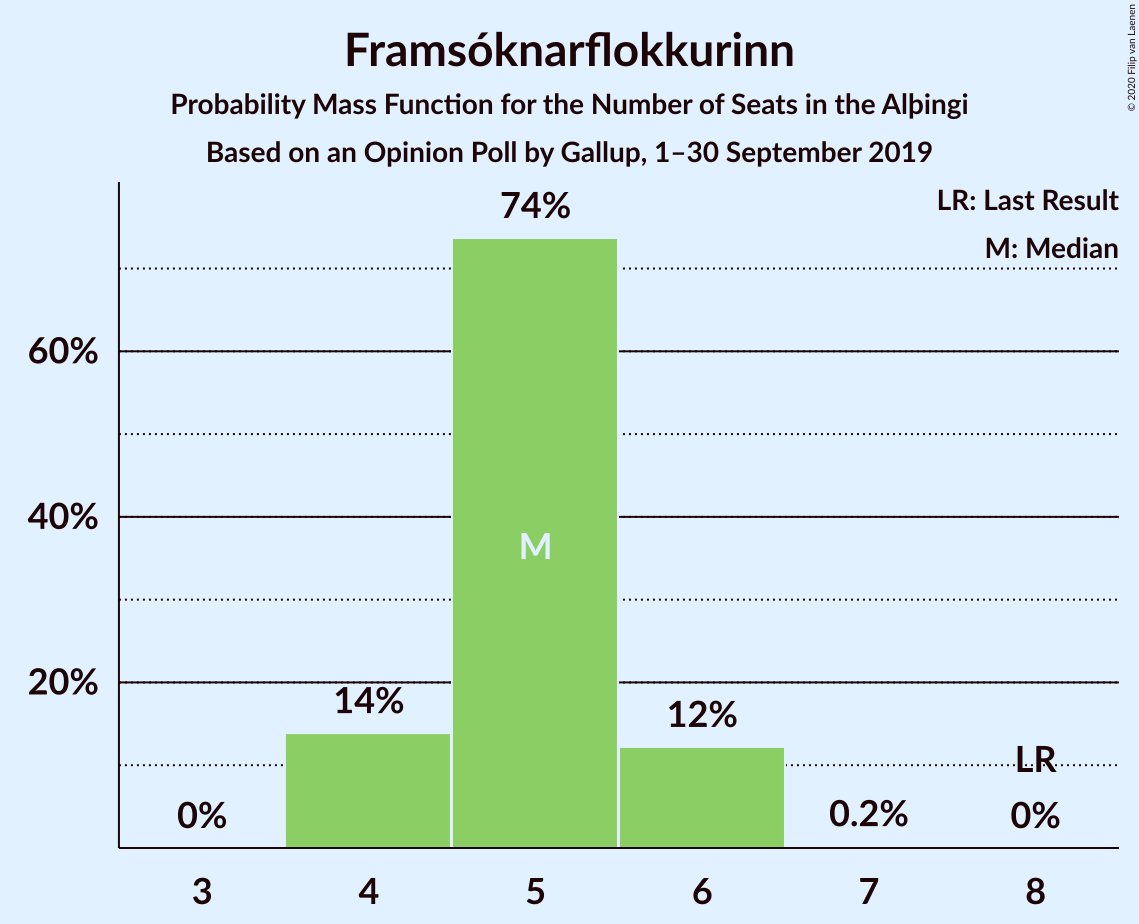 Framsóknarflokkurinn
Probability Mass Function for the Number of Seats in the Alþingi
Based on an Opinion Poll by Gallup, 1–30 September 2019
© 2020 Filip van Laenen
LR: Last Result
M: Median
74%
60%
40%
M
20%
14%
12%
LR
0%
0.2%
0%
3 4 5 6 7 8